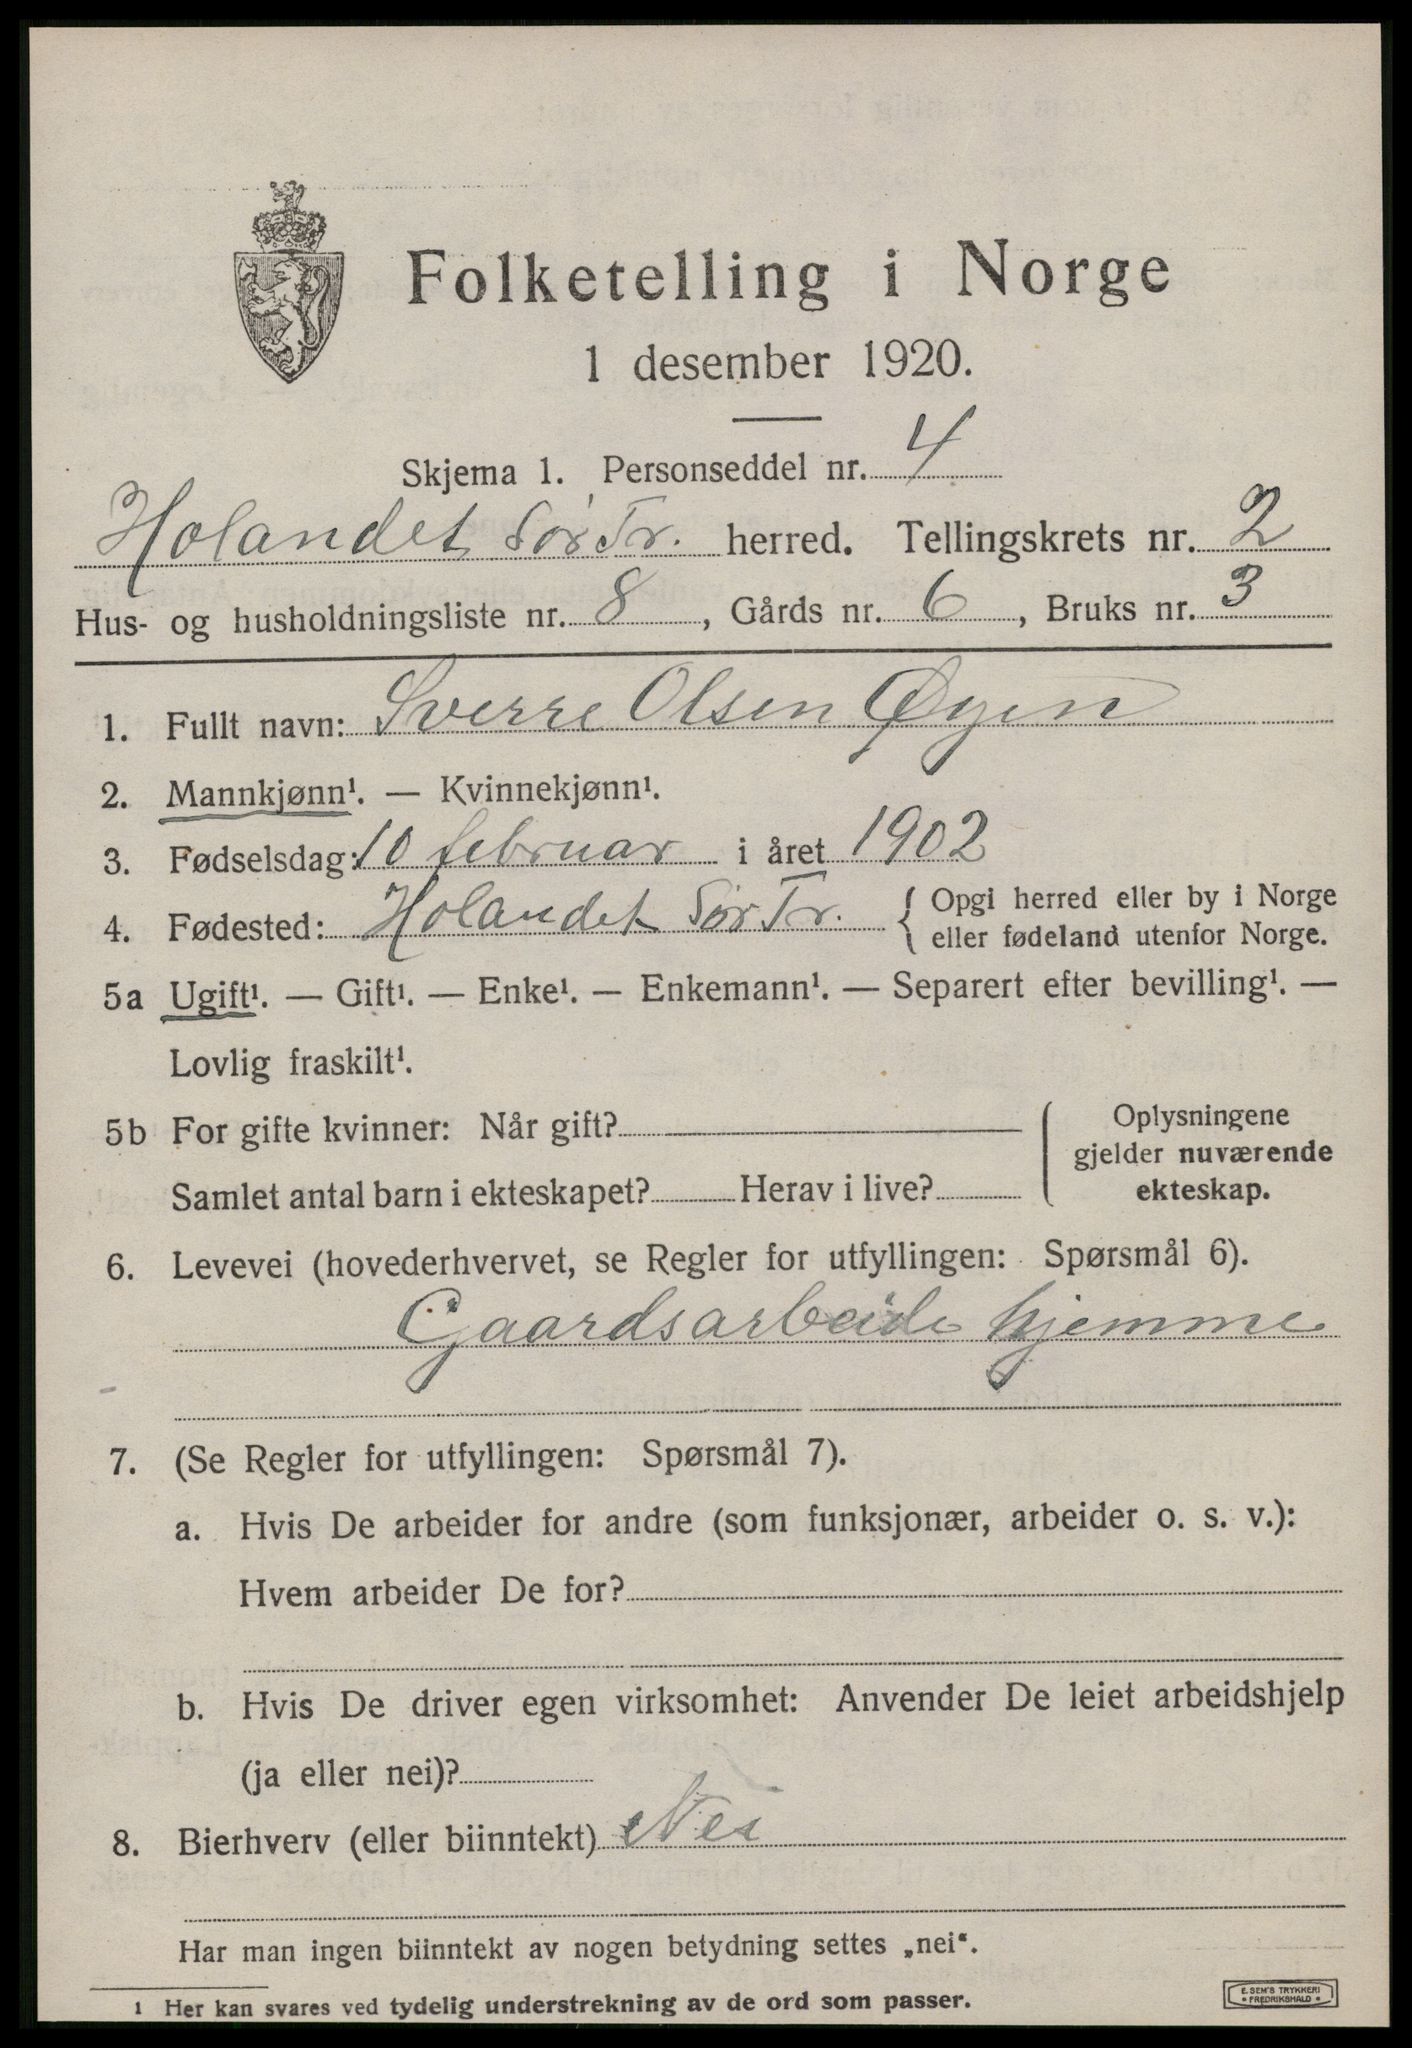 Folketelling i Norge
1 desember 1920.
Skjema 1. Personseddel nr. 4
Holandet Sør Tr. herred. Tellingskrets nr. 2
Hus- og husholdningsliste nr. 8, Gårds nr. 6, Bruks nr. 3
1. Fullt navn: Sverre Olsen Øyen
2. Mannkjønn¹. — Kvinnekjønn¹.
3. Fødselsdag: 10 februar i året 1902
4. Fødested: Holandet Sør Tr. { Opgi herred eller by i Norge
eller fødeland utenfor Norge.
5a Ugift¹. — Gift¹. — Enke¹. — Enkemann¹. — Separert efter bevilling¹. —
Lovlig fraskilt¹.
5b For gifte kvinner: Når gift?
Samlet antal barn i ekteskapet? Herav i live?
Oplysningene
gjelder nuværende
ekteskap.
6. Levevei (hovederhvervet, se Regler for utfyllingen: Spørsmål 6).
Gaardsarbeide hjemme
7. (Se Regler for utfyllingen: Spørsmål 7).
a. Hvis De arbeider for andre (som funksjonær, arbeider o. s. v.):
Hvem arbeider De for?
b. Hvis De driver egen virksomhet: Anvender De leiet arbeidshjelp
(ja eller nei)?
8. Bierhverv (eller biinntekt) Nei
Har man ingen biinntekt av nogen betydning settes „nei“.
1 Her kan svares ved tydelig understrekning av de ord som passer.
E. SEM'S TRYKKERI
• FREDRIKSHALD •